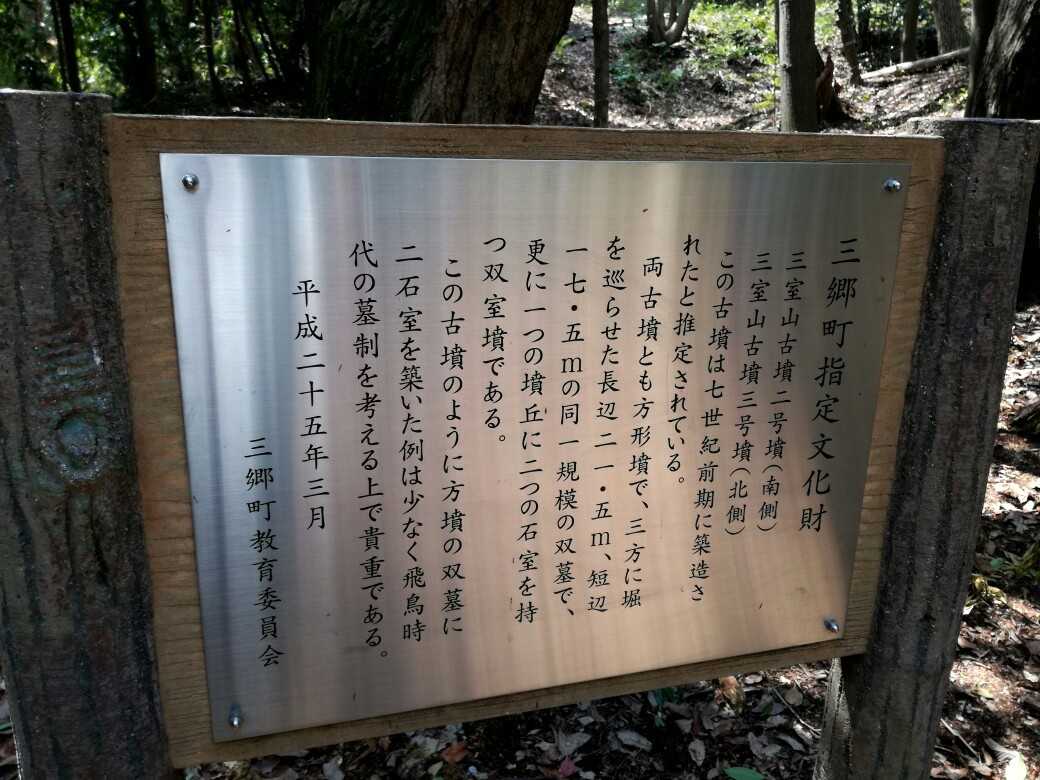 三郷町指定文化財
三室山古墳 二号墳(南側)
三室山古墳 三号墳(北側)
この古墳は七世紀前期に築造さ
れたと推定されている。
両古墳とも方形墳で、三方に堀
を巡らせた長辺二一・五m、短辺
一七・五mの同一規模の双墓で、
更に一つの墳丘に二つの石室を持
つ双室墳である。
この古墳のように方墳の双墓に
二石室を築いた例は少なく飛鳥時
代の墓制を考える上で貴重である。
平成二十五年三月
三郷町教育委員会